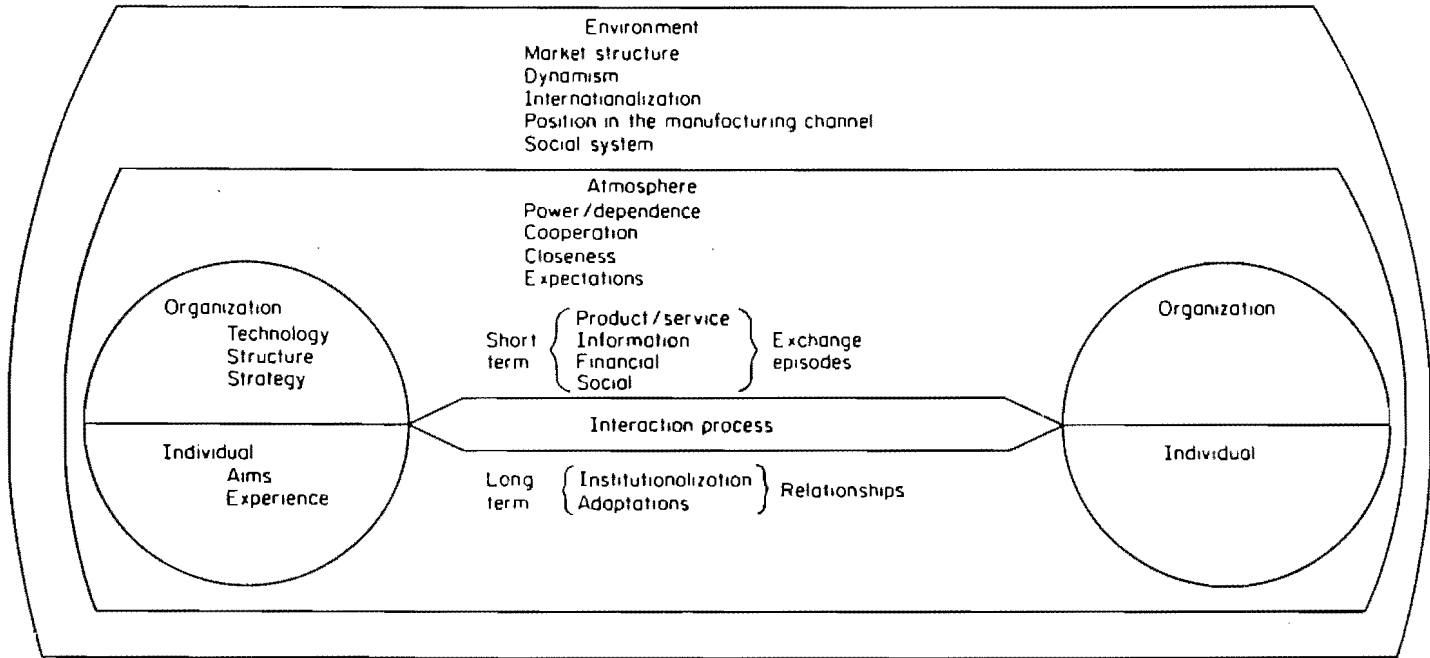 Environment
Market structure
Dynamism
Internationalization
Position in the manufacturing channel
Social system
Atmosphere
Power/dependence
Cooperation
Closeness
Expectations
Organization
Technology
Structure
Strategy
Individual
Aims
Experience
Short
term
Product/service
Information
Financial
Social
Exchange
episodes
Interaction process
Long
term
Institutionalization
Adaptations
Relationships
Organization
Individual